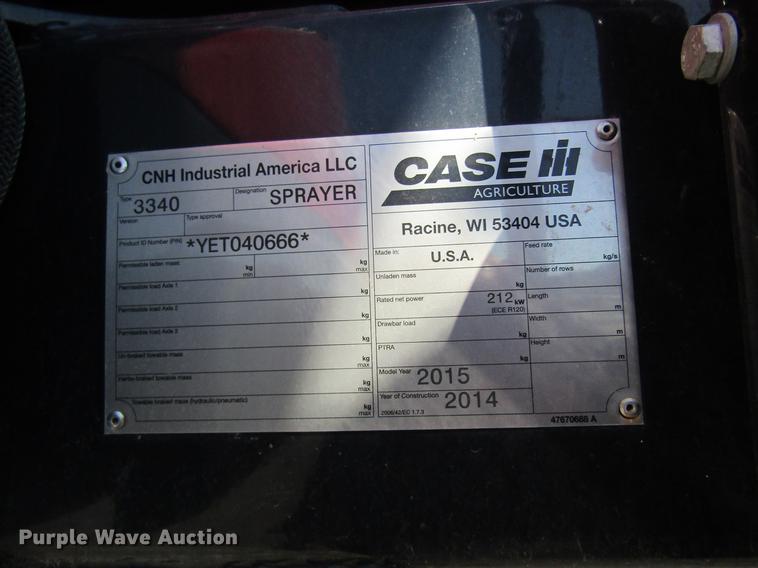 CNH Industrial America LLC
Type 3340 Designation SPRAYER
Version Type approval
Product ID Number (PIN) *YET040666*
Permissible laden mass kg min kg max
Permissible load Axle 1 kg
Permissible load Axle 2 kg
Permissible load Axle 3 kg
Un-braked towable mass kg max
Inertia-braked towable mass kg max
Towable braked mass (hydraulic/pneumatic) kg max
CASE IH
AGRICULTURE
Racine, WI 53404 USA
Made in: U.S.A. Feed rate kg/s
Unladen mass kg Number of rows
Rated net power 212 kW (ECE R120) Length m
Drawbar load kg Width m
PTRA kg Height m
Model Year 2015
Year of Construction 2014
2006/42/EC 1.7.3
47670688 A
Purple Wave Auction